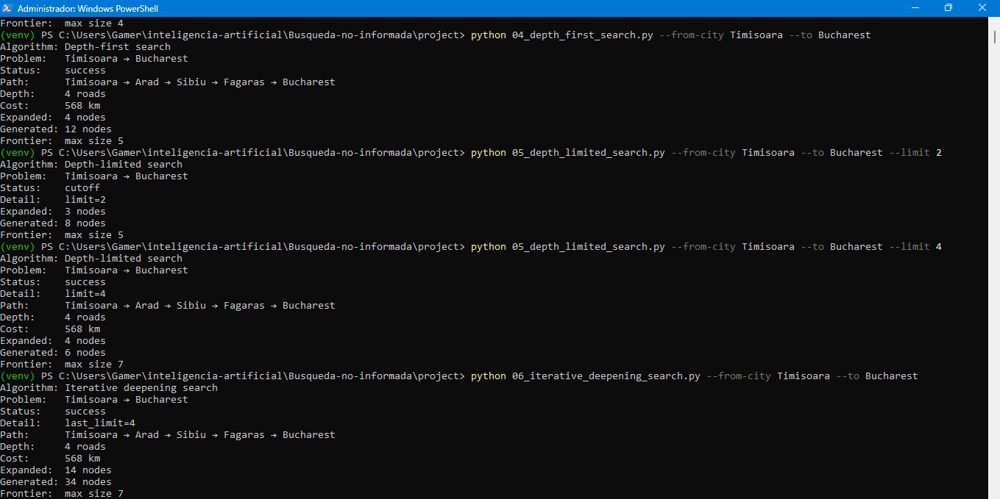 Administrador: Windows PowerShell
Frontier:  max size 4
(venv) PS C:\Users\Gamer\inteligencia-artificial\Busqueda-no-informada\project> python 04_depth_first_search.py --from-city Timisoara --to Bucharest
Algorithm: Depth-first search
Problem:   Timisoara → Bucharest
Status:    success
Path:      Timisoara → Arad → Sibiu → Fagaras → Bucharest
Depth:     4 roads
Cost:      568 km
Expanded:  4 nodes
Generated: 12 nodes
Frontier:  max size 5
(venv) PS C:\Users\Gamer\inteligencia-artificial\Busqueda-no-informada\project> python 05_depth_limited_search.py --from-city Timisoara --to Bucharest --limit 2
Algorithm: Depth-limited search
Problem:   Timisoara → Bucharest
Status:    cutoff
Detail:    limit=2
Expanded:  3 nodes
Generated: 8 nodes
Frontier:  max size 5
(venv) PS C:\Users\Gamer\inteligencia-artificial\Busqueda-no-informada\project> python 05_depth_limited_search.py --from-city Timisoara --to Bucharest --limit 4
Algorithm: Depth-limited search
Problem:   Timisoara → Bucharest
Status:    success
Detail:    limit=4
Path:      Timisoara → Arad → Sibiu → Fagaras → Bucharest
Depth:     4 roads
Cost:      568 km
Expanded:  4 nodes
Generated: 6 nodes
Frontier:  max size 7
(venv) PS C:\Users\Gamer\inteligencia-artificial\Busqueda-no-informada\project> python 06_iterative_deepening_search.py --from-city Timisoara --to Bucharest
Algorithm: Iterative deepening search
Problem:   Timisoara → Bucharest
Status:    success
Detail:    last_limit=4
Path:      Timisoara → Arad → Sibiu → Fagaras → Bucharest
Depth:     4 roads
Cost:      568 km
Expanded:  14 nodes
Generated: 34 nodes
Frontier:  max size 7